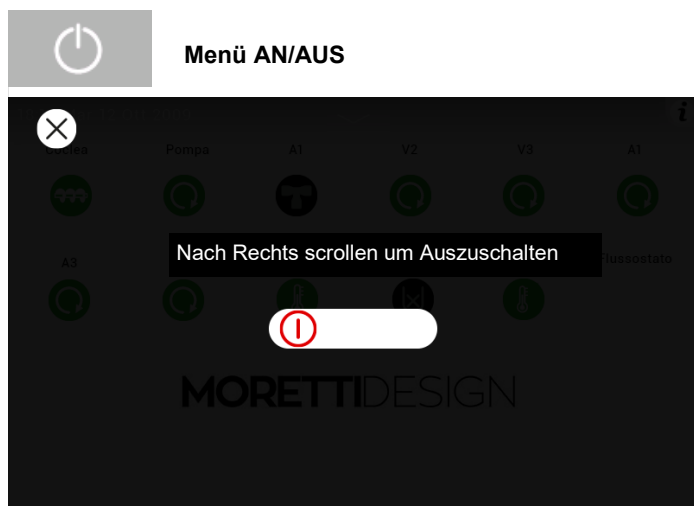 Menü AN/AUS
i
Pompa A1 V2 V3 A1
Nach Rechts scrollen um Auszuschalten
A3 Flussostato
MORETTIDESIGN